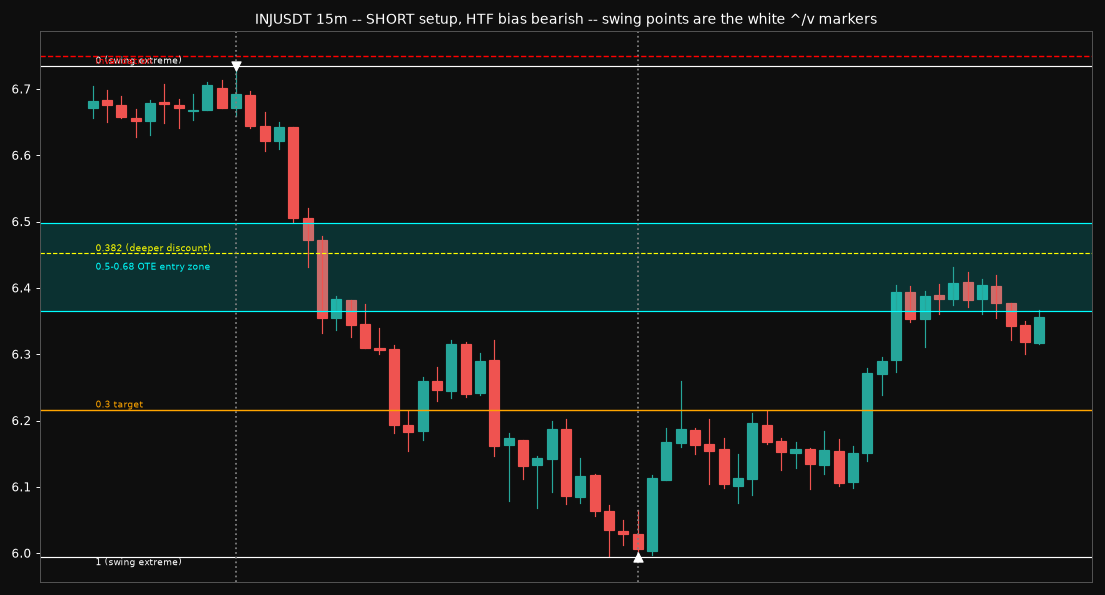 INJUSDT 15m -- SHORT setup, HTF bias bearish -- swing points are the white ^/v markers
0 (swing extreme)
6.7
6.6
6.5
0.382 (deeper discount)
0.5-0.68 OTE entry zone
6.4
6.3
0.3 target
6.2
6.1
6.0
1 (swing extreme)